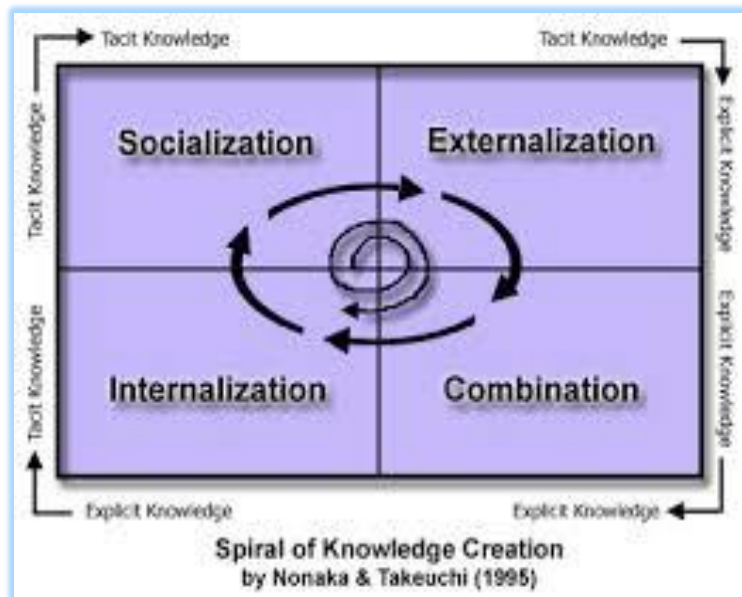 Tacit Knowledge
Tacit Knowledge
Tacit Knowledge
Explicit Knowledge
Socialization
Externalization
Tacit Knowledge
Explicit Knowledge
Internalization
Combination
Explicit Knowledge
Explicit Knowledge
Spiral of Knowledge Creation
by Nonaka & Takeuchi (1995)